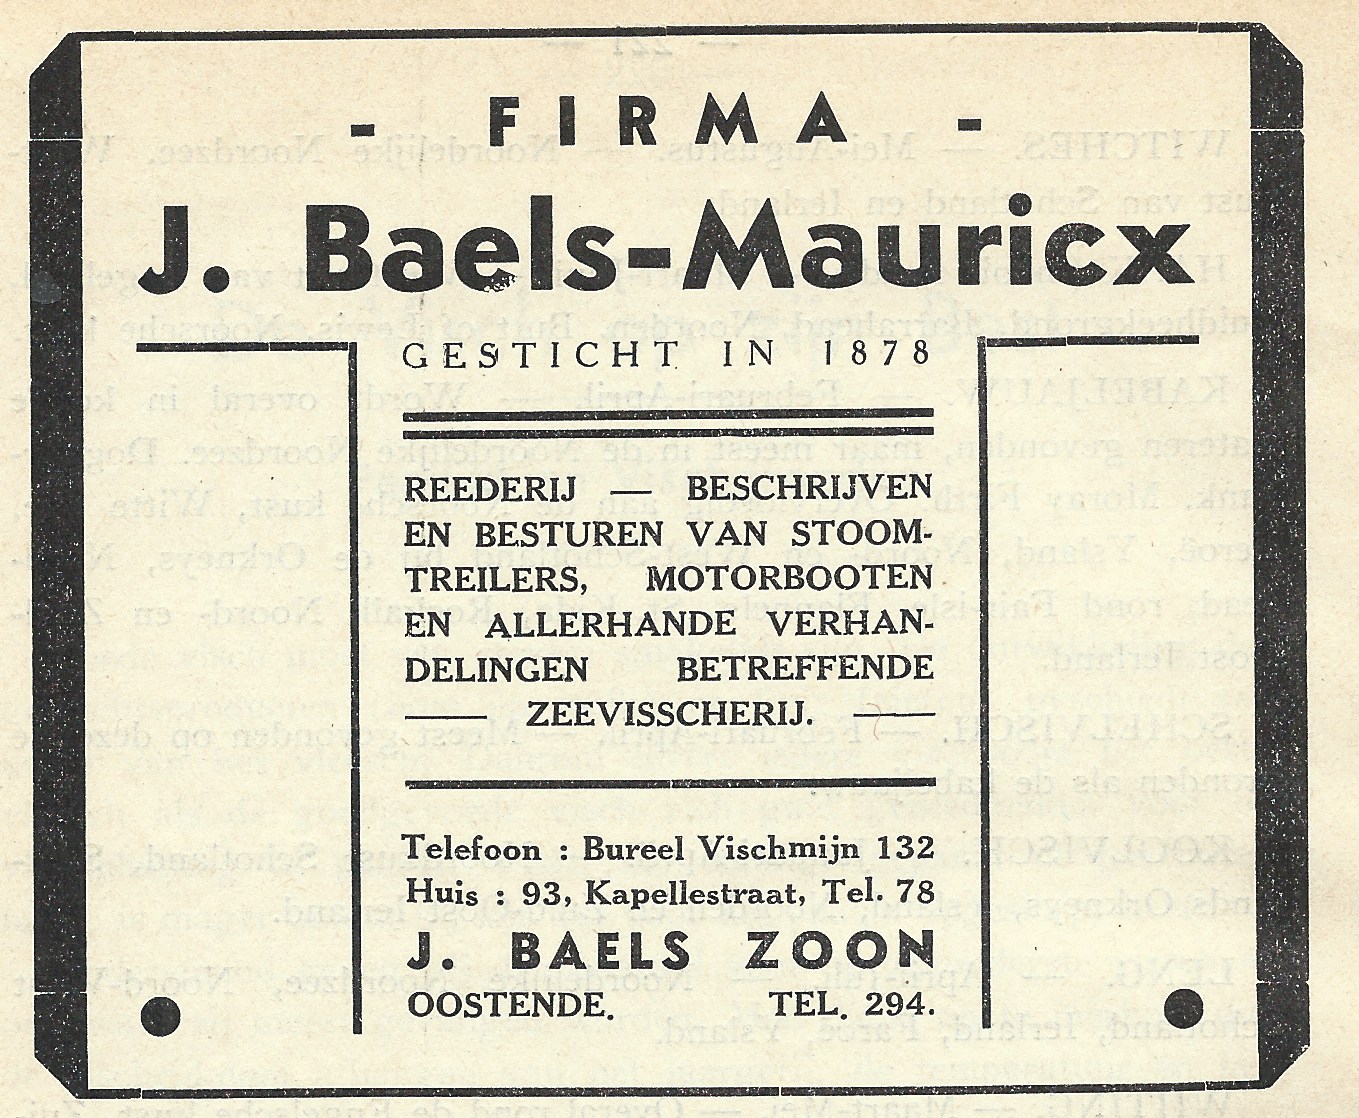 - FIRMA -
J. Baels-Mauricx
GESTICHT IN 1878
REEDERIJ — BESCHRIJVEN
EN BESTUREN VAN STOOM-
TREILERS, MOTORBOOTEN
EN ALLERHANDE VERHAN-
DELINGEN BETREFFENDE
— ZEEVISSCHERIJ. —
Telefoon : Bureel Vischmijn 132
Huis : 93, Kapellestraat, Tel. 78
J. BAELS ZOON
OOSTENDE. TEL. 294.